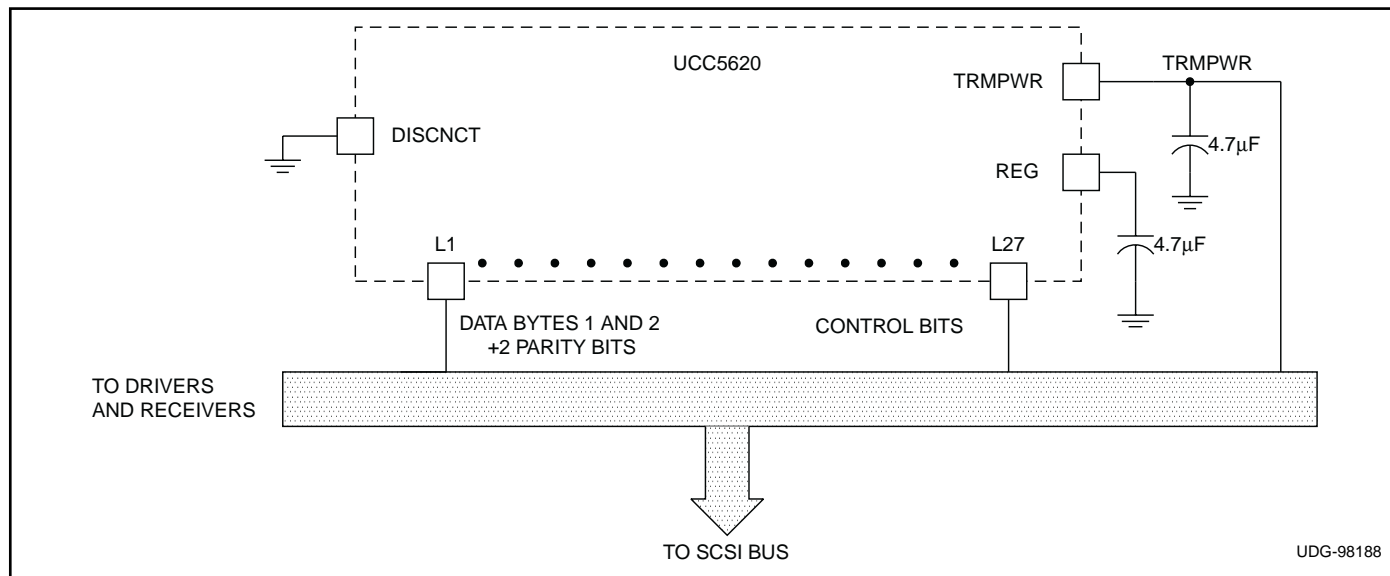 UCC5620
TRMPWR
TRMPWR
DISCNCT
4.7µF
REG
L1
L27
4.7µF
DATA BYTES 1 AND 2
+2 PARITY BITS
CONTROL BITS
TO DRIVERS
AND RECEIVERS
TO SCSI BUS
UDG-98188